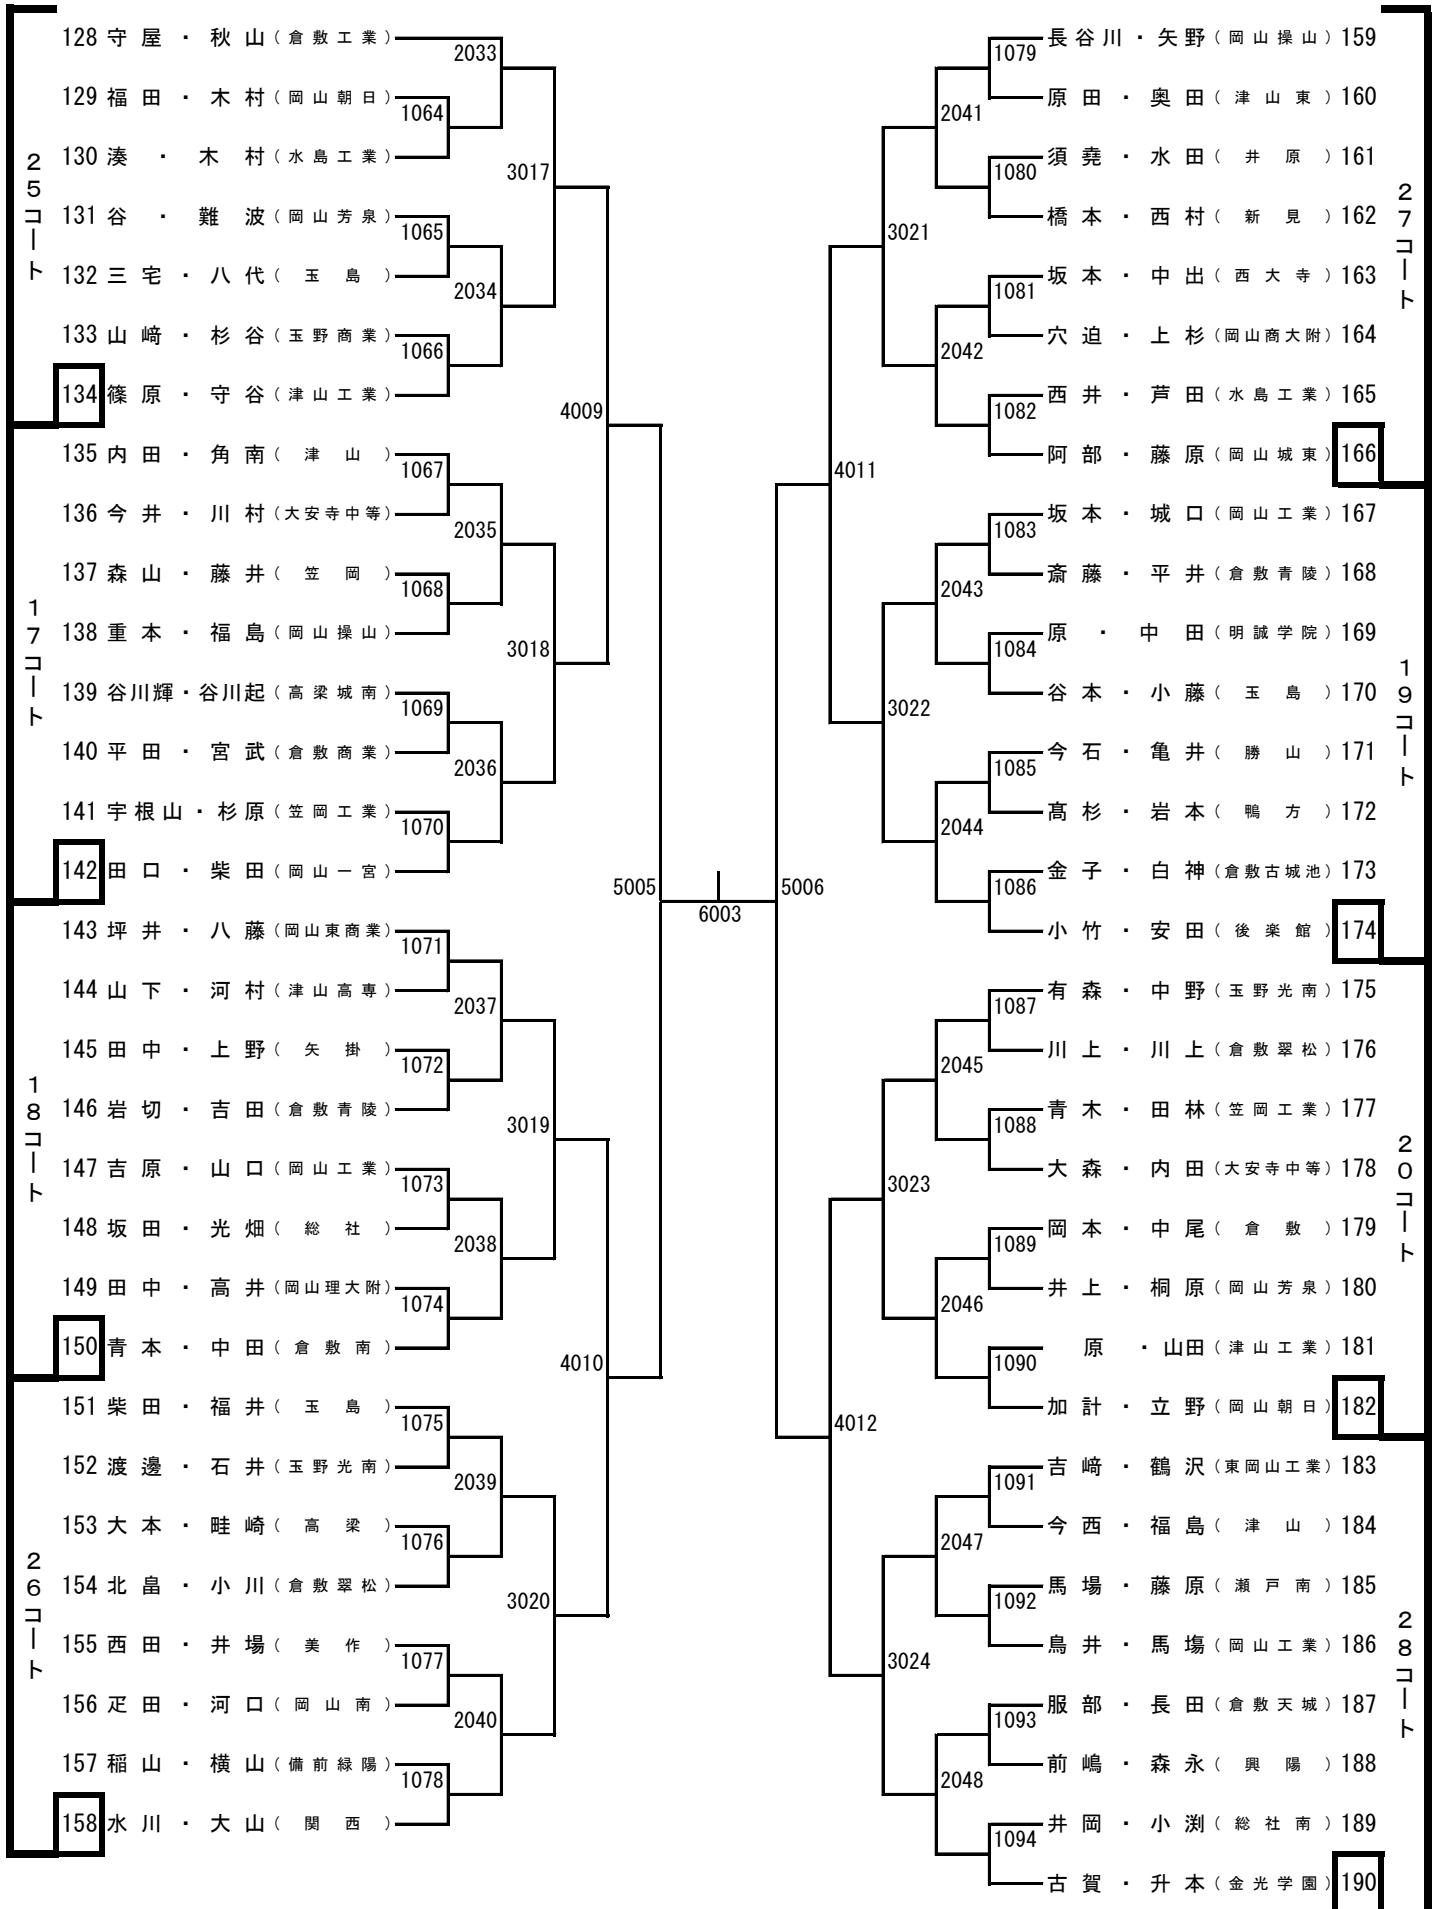 25コート
128 守屋・秋山（倉敷工業）
129 福田・木村（岡山朝日）
130 湊・木村（水島工業）
131 谷・難波（岡山芳泉）
132 三宅・八代（玉島）
133 山﨑・杉谷（玉野商業）
134 篠原・守谷（津山工業）
17コート
135 内田・角南（津山）
136 今井・川村（大安寺中等）
137 森山・藤井（笠岡）
138 重本・福島（岡山操山）
139 谷川輝・谷川起（高梁城南）
140 平田・宮武（倉敷商業）
141 宇根山・杉原（笠岡工業）
142 田口・柴田（岡山一宮）
18コート
143 坪井・八藤（岡山東商業）
144 山下・河村（津山高専）
145 田中・上野（矢掛）
146 岩切・吉田（倉敷青陵）
147 吉原・山口（岡山工業）
148 坂田・光畑（総社）
149 田中・高井（岡山理大附）
150 青本・中田（倉敷南）
26コート
151 柴田・福井（玉島）
152 渡邊・石井（玉野光南）
153 大本・畦崎（高梁）
154 北畠・小川（倉敷翠松）
155 西田・井場（美作）
156 疋田・河口（岡山南）
157 稲山・横山（備前緑陽）
158 水川・大山（関西）
2033
1064
3017
1065
2034
1066
4009
1067
2035
1068
3018
1069
2036
1070
5005
1071
2037
1072
3019
1073
2038
1074
4010
1075
2039
1076
3020
1077
2040
1078
6003
5006
1079
2041
1080
3021
1081
2042
1082
4011
1083
2043
1084
3022
1085
2044
1086
1087
2045
1088
3023
1089
2046
1090
4012
1091
2047
1092
3024
1093
2048
1094
長谷川・矢野（岡山操山）159
原田・奥田（津山東）160
須堯・水田（井原）161
橋本・西村（新見）162
坂本・中出（西大寺）163
穴迫・上杉（岡山商大附）164
西井・芦田（水島工業）165
阿部・藤原（岡山城東）166
27コート
坂本・城口（岡山工業）167
斎藤・平井（倉敷青陵）168
原・中田（明誠学院）169
谷本・小藤（玉島）170
今石・亀井（勝山）171
髙杉・岩本（鴨方）172
金子・白神（倉敷古城池）173
小竹・安田（後楽館）174
19コート
有森・中野（玉野光南）175
川上・川上（倉敷翠松）176
青木・田林（笠岡工業）177
大森・内田（大安寺中等）178
岡本・中尾（倉敷）179
井上・桐原（岡山芳泉）180
原・山田（津山工業）181
加計・立野（岡山朝日）182
20コート
吉﨑・鶴沢（東岡山工業）183
今西・福島（津山）184
馬場・藤原（瀬戸南）185
鳥井・馬塲（岡山工業）186
服部・長田（倉敷天城）187
前嶋・森永（興陽）188
井岡・小渕（総社南）189
古賀・升本（金光学園）190
28コート